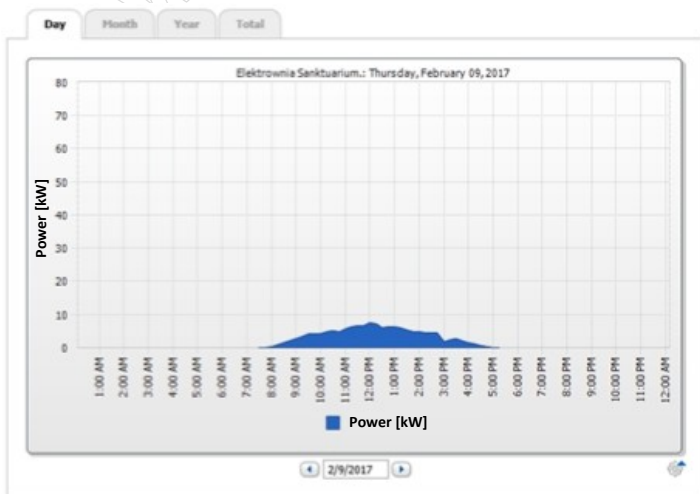 Day Month Year Total
Elektrownia Sanktuarium.: Thursday, February 09, 2017
80
70
60
50
40
30
20
10
0
Power [kW]
1:00 AM 2:00 AM 3:00 AM 4:00 AM 5:00 AM 6:00 AM 7:00 AM 8:00 AM 9:00 AM 10:00 AM 11:00 AM 12:00 PM 1:00 PM 2:00 PM 3:00 PM 4:00 PM 5:00 PM 6:00 PM 7:00 PM 8:00 PM 9:00 PM 10:00 PM 11:00 PM 12:00 AM
Power [kW]
2/9/2017